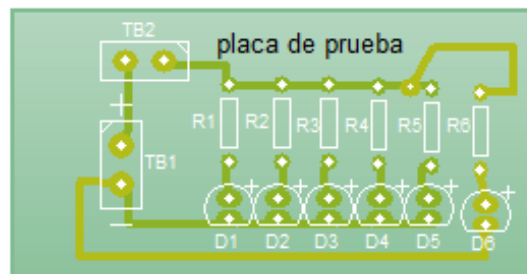 TB2
placa de prueba
+
R1 R2 R3 R4 R5 R6
TB1
+ + + + + +
−
D1 D2 D3 D4 D5 D6